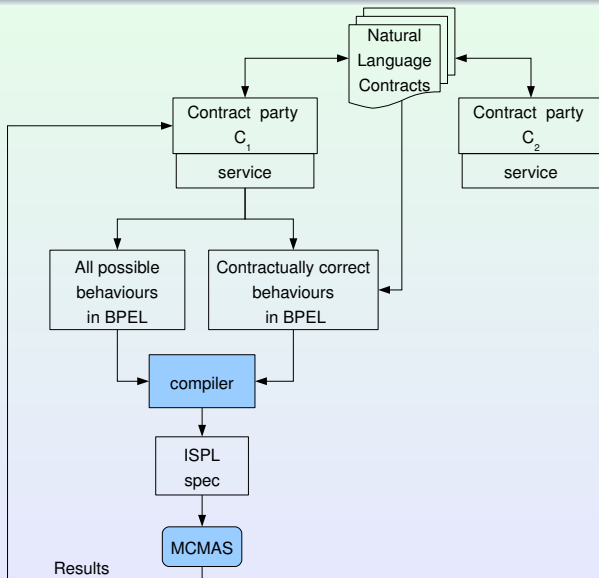 Natural
Language
Contracts
Contract party
C1
service
Contract party
C2
service
All possible
behaviours
in BPEL
Contractually correct
behaviours
in BPEL
compiler
ISPL
spec
MCMAS
Results